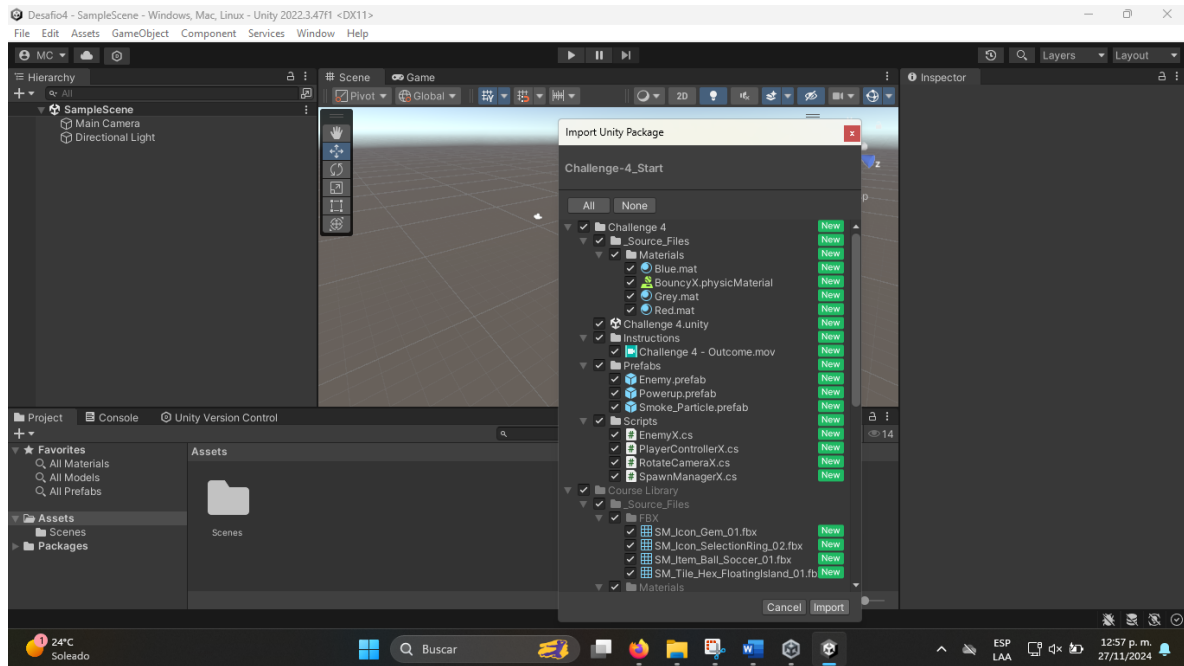 Desafio4 - SampleScene - Windows, Mac, Linux - Unity 2022.3.47f1 <DX11>
File Edit Assets GameObject Component Services Window Help
MC
Layers Layout
Hierarchy
All
SampleScene
Main Camera
Directional Light
Scene Game
Pivot Global 2D
z
p
Inspector
Import Unity Package
x
Challenge-4_Start
All None
Challenge 4 New
_Source_Files New
Materials New
Blue.mat New
BouncyX.physicMaterial New
Grey.mat New
Red.mat New
Challenge 4.unity New
Instructions New
Challenge 4 - Outcome.mov New
Prefabs New
Enemy.prefab New
Powerup.prefab New
Smoke_Particle.prefab New
Scripts New
EnemyX.cs New
PlayerControllerX.cs New
RotateCameraX.cs New
SpawnManagerX.cs New
Course Library
_Source_Files
FBX
SM_Icon_Gem_01.fbx New
SM_Icon_SelectionRing_02.fbx New
SM_Item_Ball_Soccer_01.fbx New
SM_Tile_Hex_FloatingIsland_01.fb New
Materials
Cancel Import
Project Console Unity Version Control
14
Favorites
All Materials
All Models
All Prefabs
Assets
Scenes
Packages
Assets
Scenes
1
24°C
Soleado
Buscar
ESP
LAA
12:57 p. m.
27/11/2024